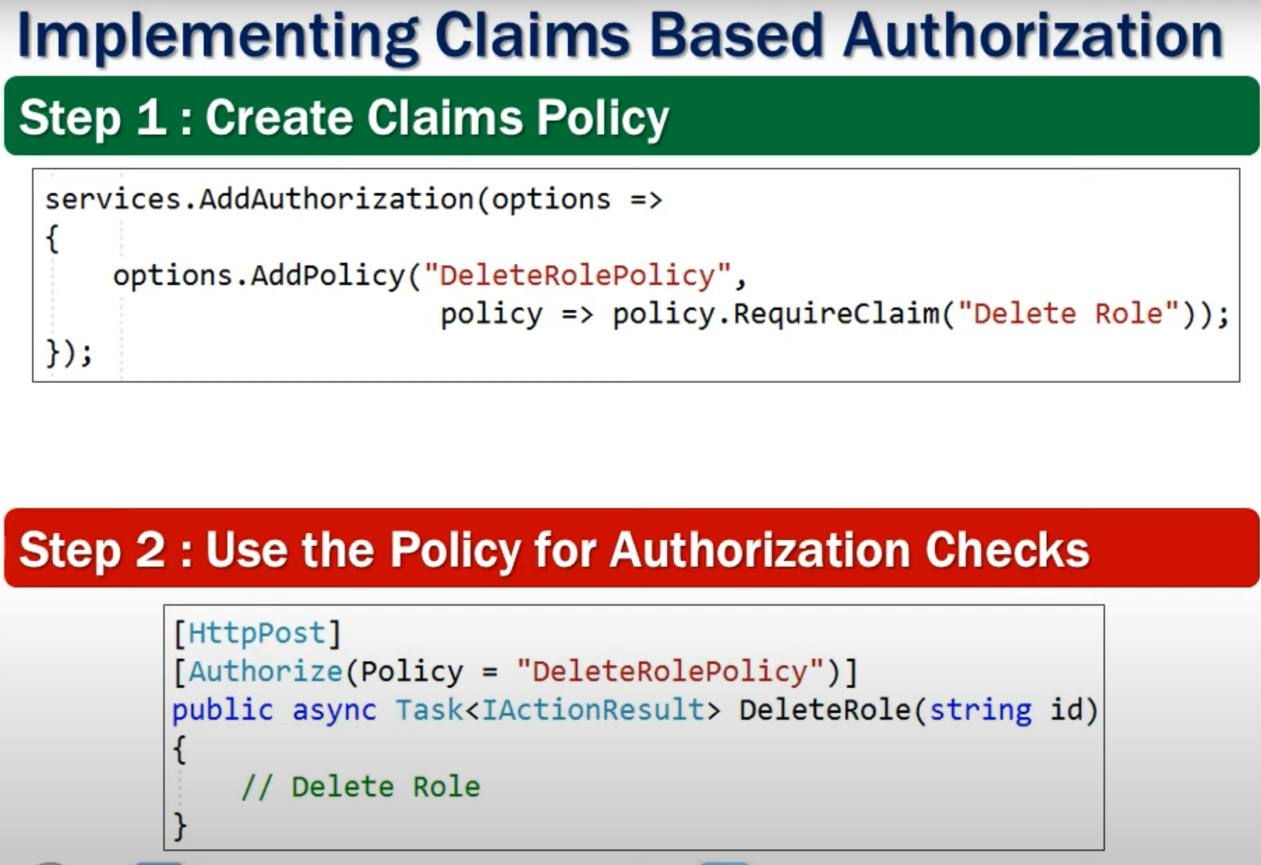 Implementing Claims Based Authorization
Step 1 : Create Claims Policy
services.AddAuthorization(options =>
{
    options.AddPolicy("DeleteRolePolicy",
                    policy => policy.RequireClaim("Delete Role"));
});
Step 2 : Use the Policy for Authorization Checks
[HttpPost]
[Authorize(Policy = "DeleteRolePolicy")]
public async Task<IActionResult> DeleteRole(string id)
{
    // Delete Role
}